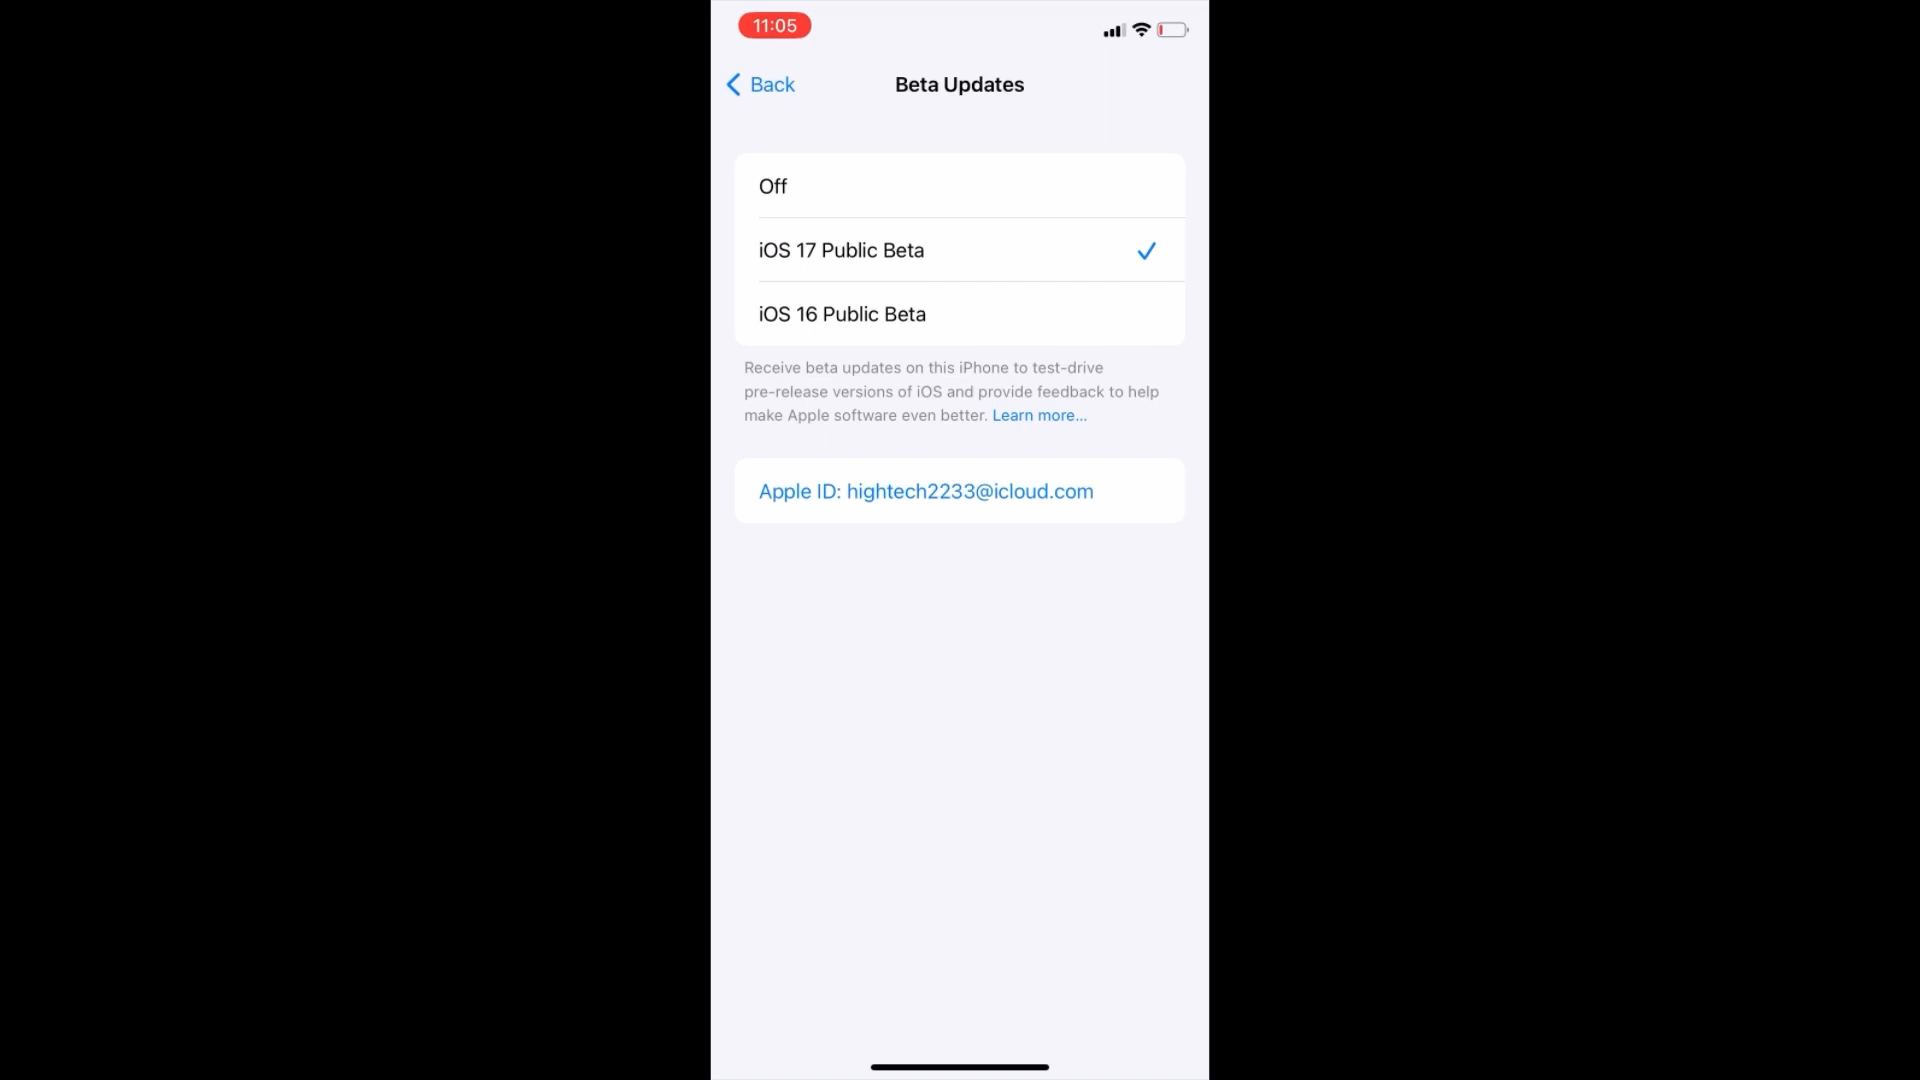 11:05
Back
Beta Updates
Off
iOS 17 Public Beta
iOS 16 Public Beta
Receive beta updates on this iPhone to test-drive
pre-release versions of iOS and provide feedback to help
make Apple software even better. Learn more...
Apple ID: hightech2233@icloud.com